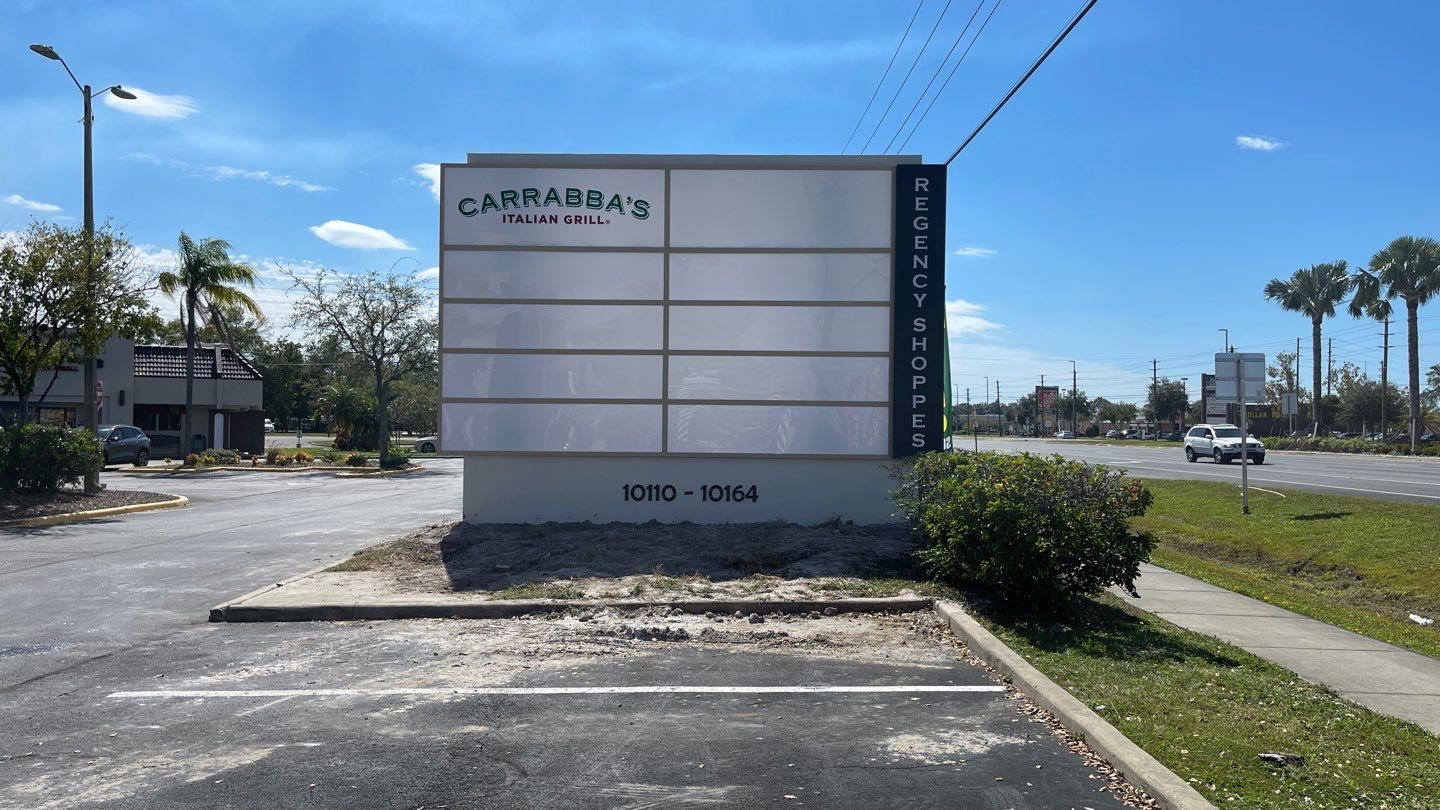 CARRABBA'S
ITALIAN GRILL®
REGENCY SHOPPES
10110 - 10164